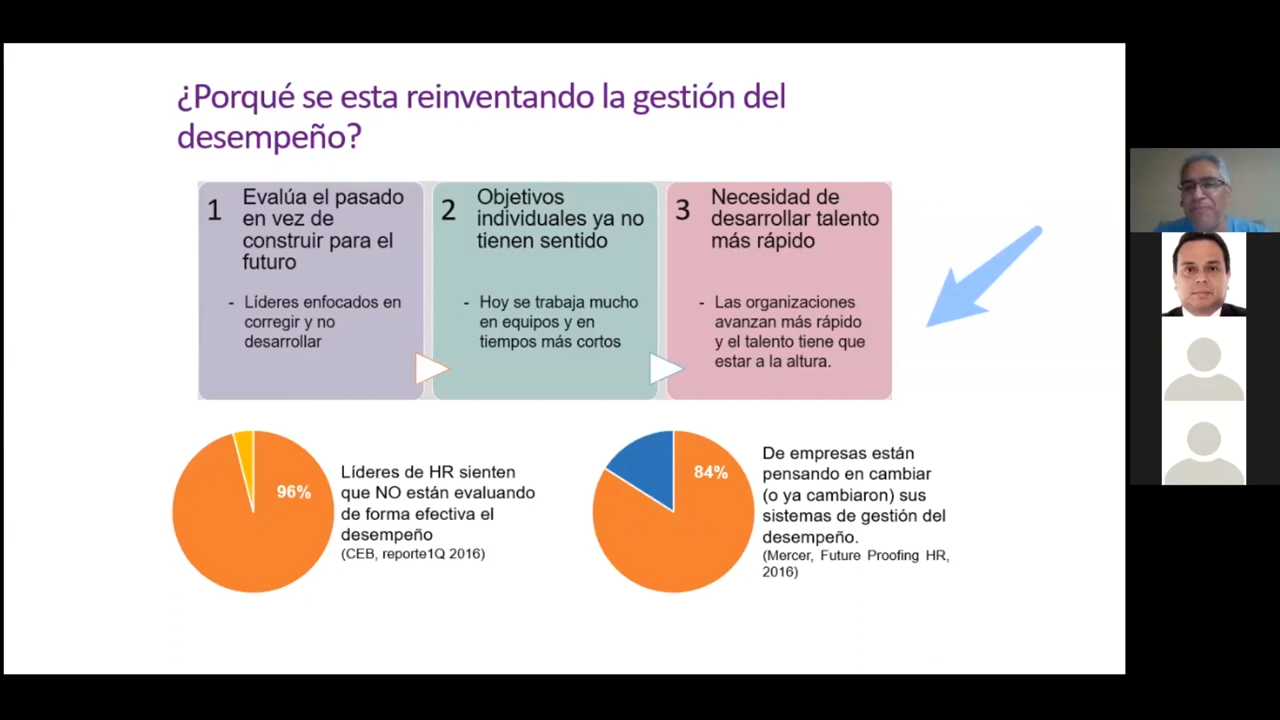 ¿Porqué se esta reinventando la gestión del
desempeño?
1
Evalúa el pasado
en vez de
construir para el
futuro
- Líderes enfocados en
corregir y no
desarrollar
2
Objetivos
individuales ya no
tienen sentido
- Hoy se trabaja mucho
en equipos y en
tiempos más cortos
3
Necesidad de
desarrollar talento
más rápido
- Las organizaciones
avanzan más rápido
y el talento tiene que
estar a la altura.
96%
Líderes de HR sienten
que NO están evaluando
de forma efectiva el
desempeño
(CEB, reporte1Q 2016)
84%
De empresas están
pensando en cambiar
(o ya cambiaron) sus
sistemas de gestión del
desempeño.
(Mercer, Future Proofing HR,
2016)